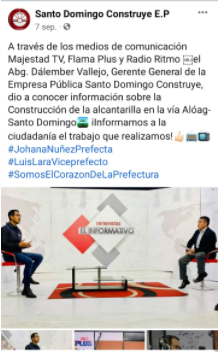 Santo Domingo Construye E.P
7 sep. ·
A través de los medios de comunicación
Majestad TV, Flama Plus y Radio Ritmo el
Abg. Dálember Vallejo, Gerente General de la
Empresa Pública Santo Domingo Construye,
dio a conocer información sobre la
Construcción de la alcantarilla en la vía Alóag-
Santo Domingo ¡Informamos a la
ciudadanía el trabajo que realizamos!
#JohanaNuñezPrefecta
#LuisLaraViceprefecto
#SomosElCorazonDeLaPrefectura
ENTREVISTAS
EL INFORMATIVO
PLUS